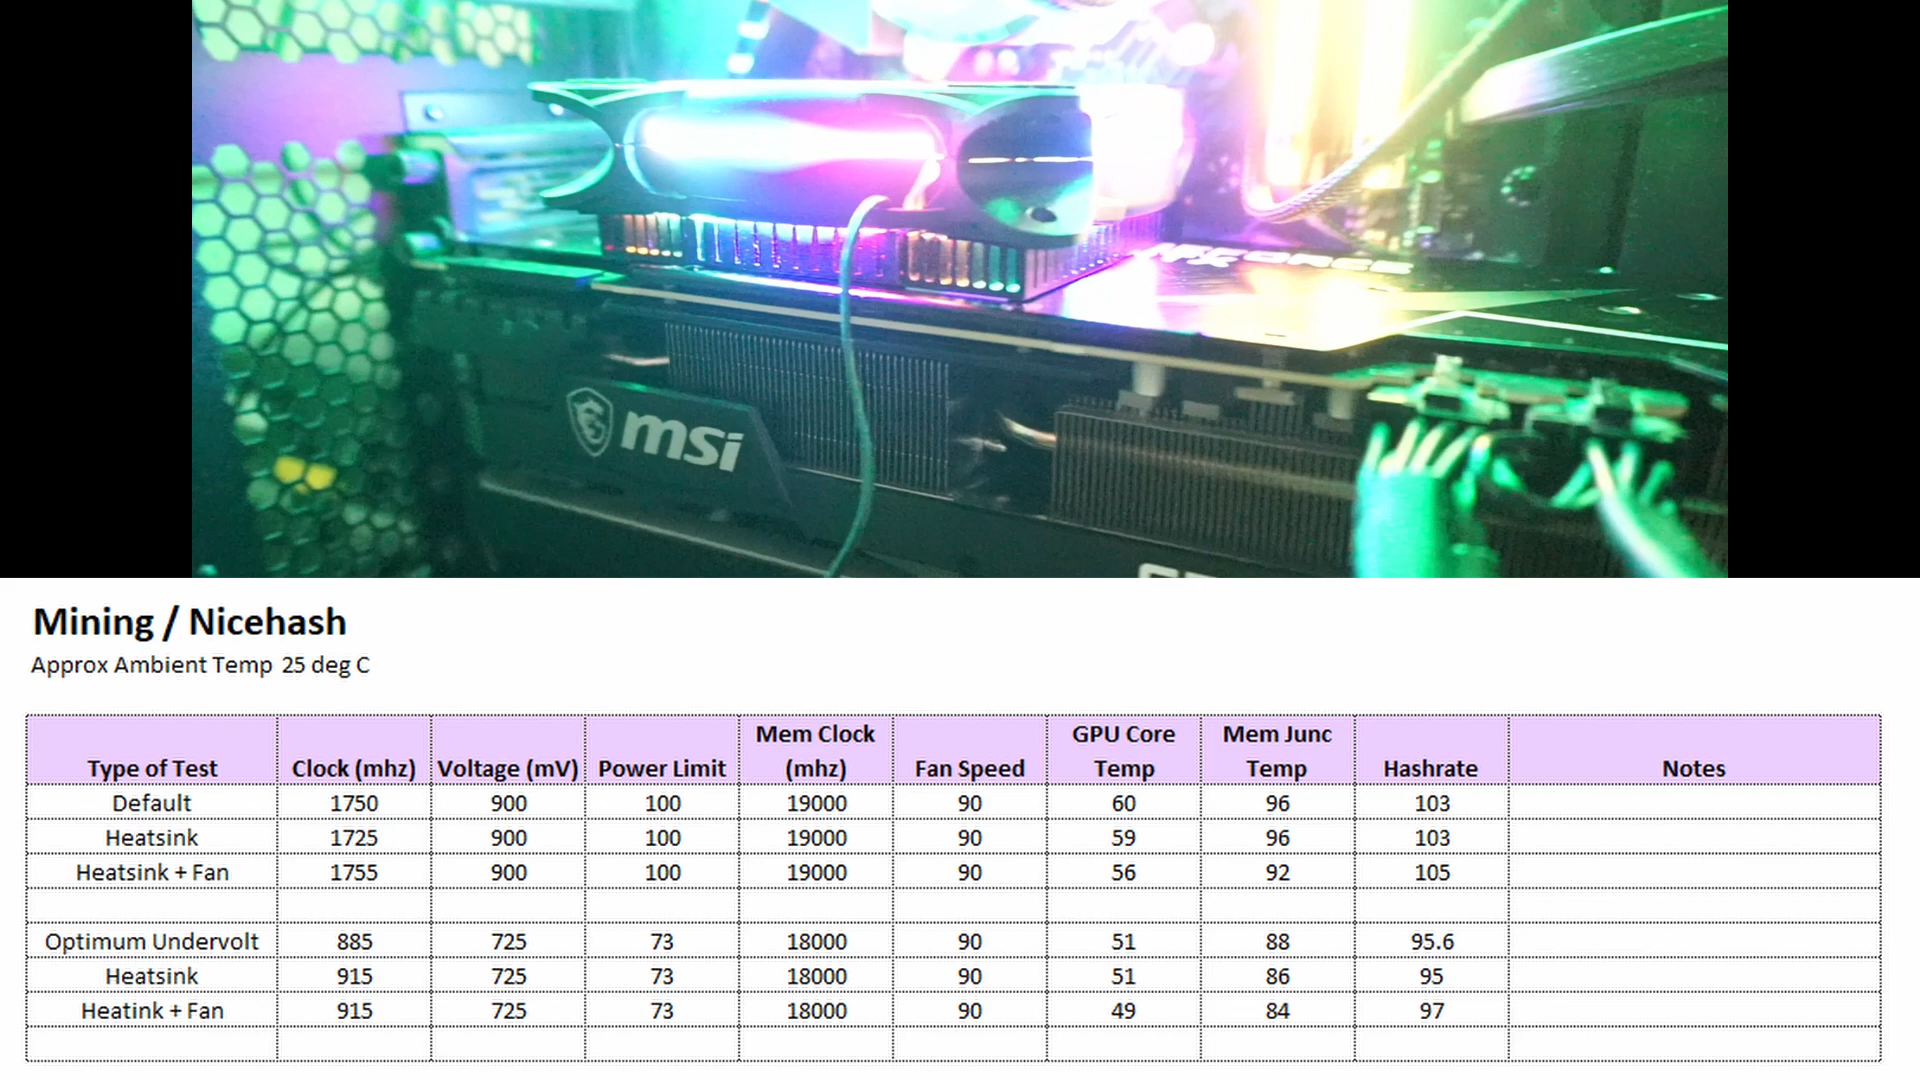 msi
Mining / Nicehash
Approx Ambient Temp 25 deg C
Type of Test Clock (mhz) Voltage (mV) Power Limit Mem Clock (mhz) Fan Speed GPU Core Temp Mem Junc Temp Hashrate Notes
Default 1750 900 100 19000 90 60 96 103
Heatsink 1725 900 100 19000 90 59 96 103
Heatsink + Fan 1755 900 100 19000 90 56 92 105
Optimum Undervolt 885 725 73 18000 90 51 88 95.6
Heatsink 915 725 73 18000 90 51 86 95
Heatink + Fan 915 725 73 18000 90 49 84 97